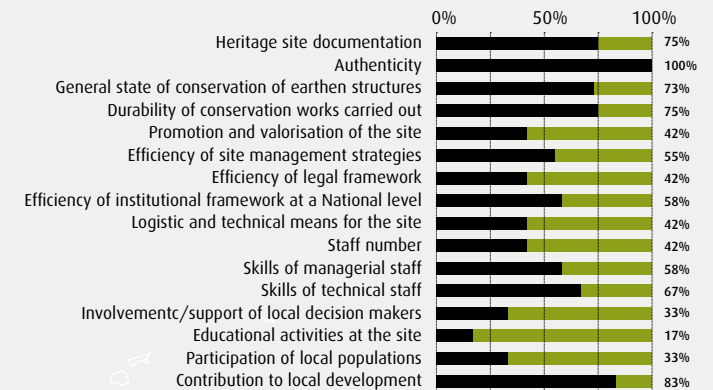 0% 50% 100%
Heritage site documentation 75%
Authenticity 100%
General state of conservation of earthen structures 73%
Durability of conservation works carried out 75%
Promotion and valorisation of the site 42%
Efficiency of site management strategies 55%
Efficiency of legal framework 42%
Efficiency of institutional framework at a National level 58%
Logistic and technical means for the site 42%
Staff number 42%
Skills of managerial staff 58%
Skills of technical staff 67%
Involvementc/support of local decision makers 33%
Educational activities at the site 17%
Participation of local populations 33%
Contribution to local development 83%